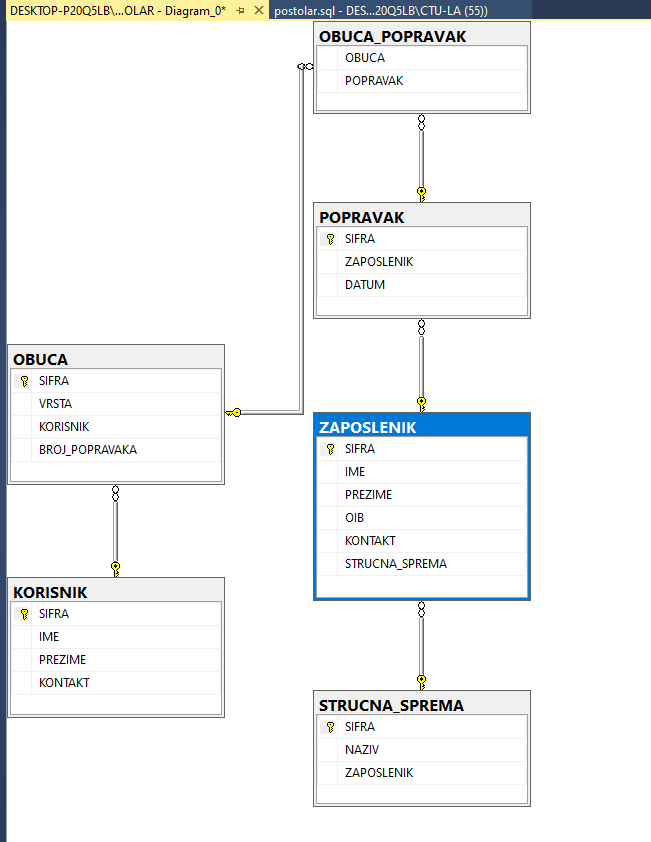 DESKTOP-P20Q5LB\...OLAR - Diagram_0*
postolar.sql - DES...20Q5LB\CTU-LA (55))
OBUCA_POPRAVAK
OBUCA
POPRAVAK
POPRAVAK
SIFRA
ZAPOSLENIK
DATUM
OBUCA
SIFRA
VRSTA
KORISNIK
BROJ_POPRAVAKA
ZAPOSLENIK
SIFRA
IME
PREZIME
OIB
KONTAKT
STRUCNA_SPREMA
KORISNIK
SIFRA
IME
PREZIME
KONTAKT
STRUCNA_SPREMA
SIFRA
NAZIV
ZAPOSLENIK